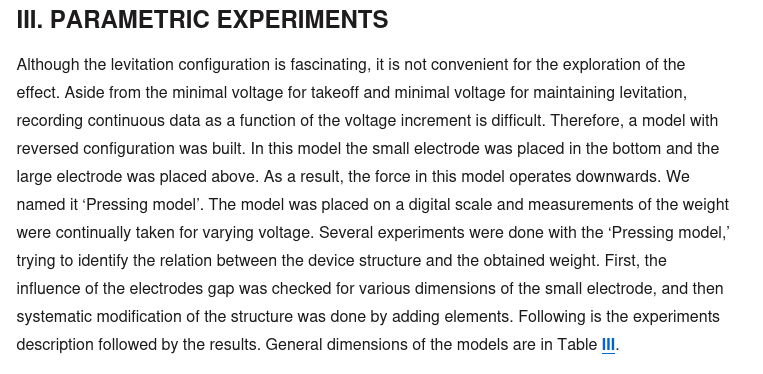 III. PARAMETRIC EXPERIMENTS
Although the levitation configuration is fascinating, it is not convenient for the exploration of the
effect. Aside from the minimal voltage for takeoff and minimal voltage for maintaining levitation,
recording continuous data as a function of the voltage increment is difficult. Therefore, a model with
reversed configuration was built. In this model the small electrode was placed in the bottom and the
large electrode was placed above. As a result, the force in this model operates downwards. We
named it ‘Pressing model’. The model was placed on a digital scale and measurements of the weight
were continually taken for varying voltage. Several experiments were done with the ‘Pressing model,’
trying to identify the relation between the device structure and the obtained weight. First, the
influence of the electrodes gap was checked for various dimensions of the small electrode, and then
systematic modification of the structure was done by adding elements. Following is the experiments
description followed by the results. General dimensions of the models are in Table III.